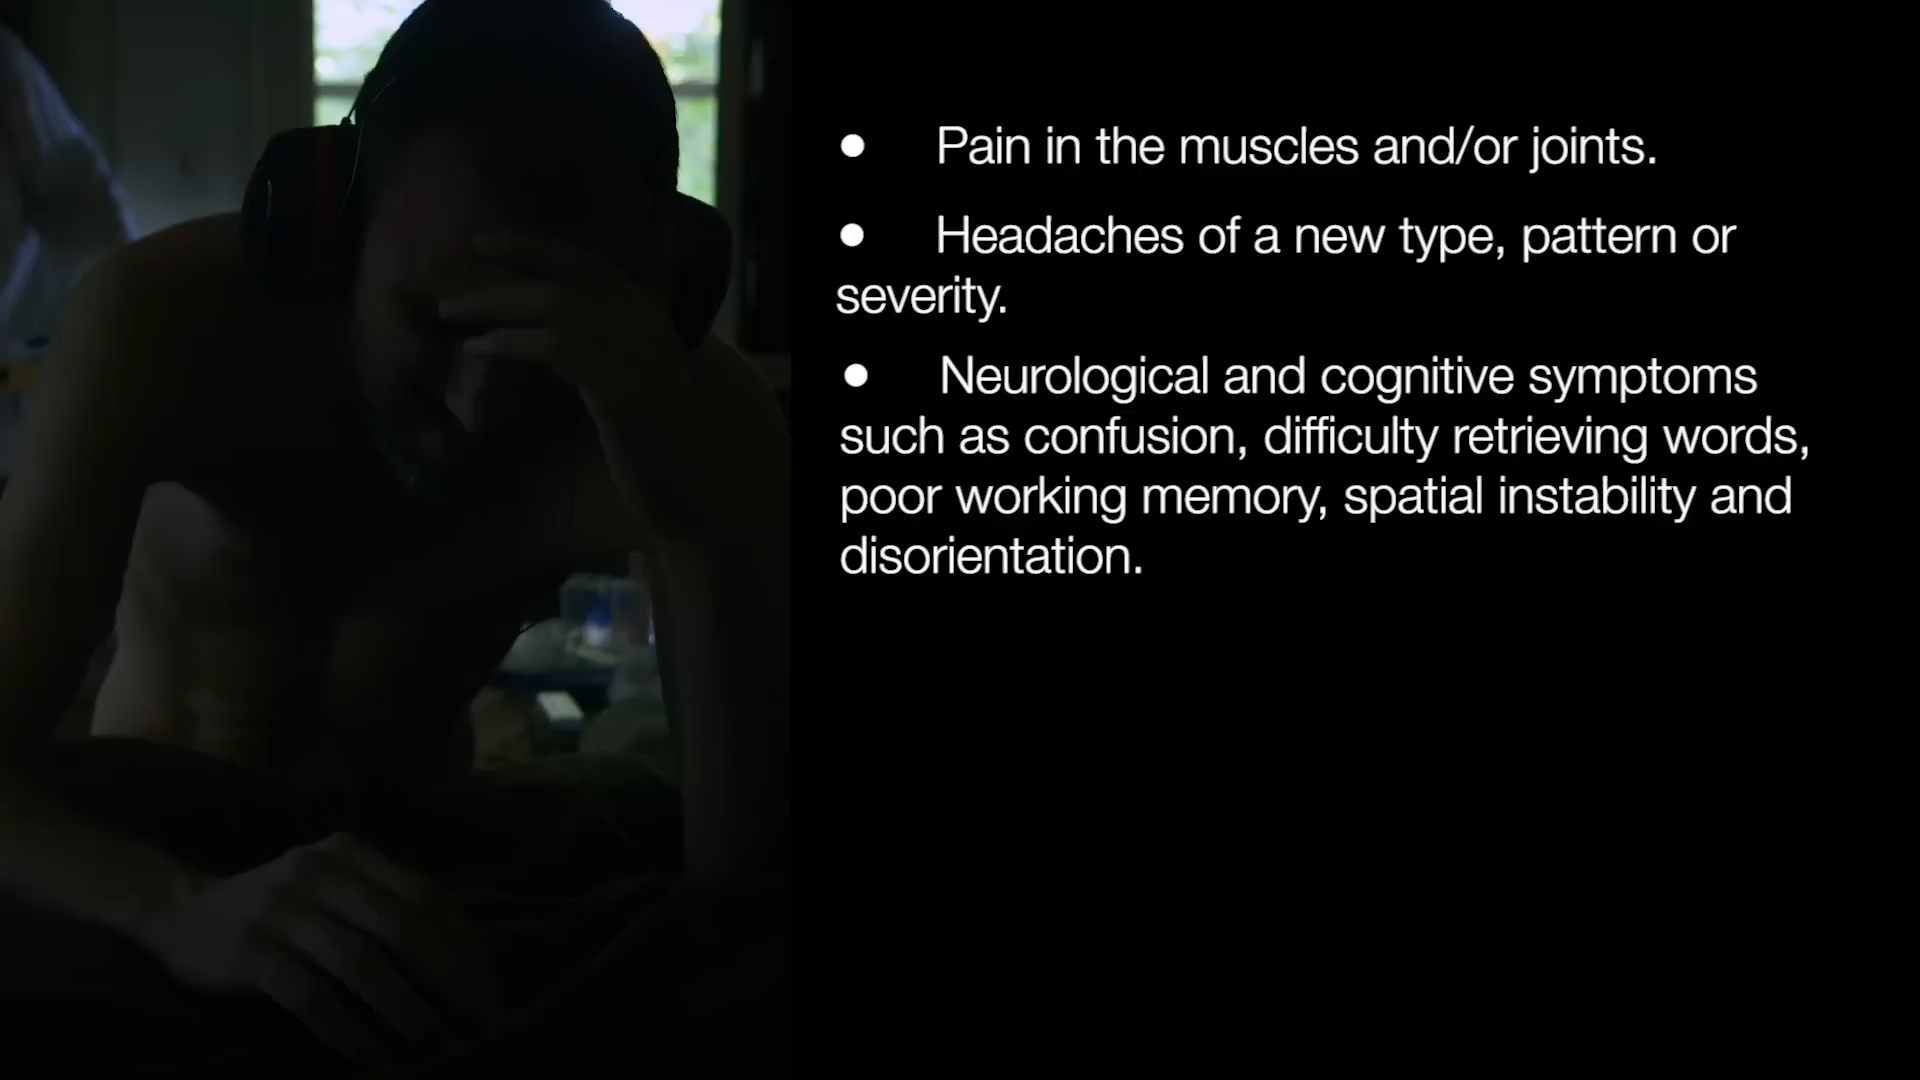 ● Pain in the muscles and/or joints.
● Headaches of a new type, pattern or
severity.
● Neurological and cognitive symptoms
such as confusion, difficulty retrieving words,
poor working memory, spatial instability and
disorientation.